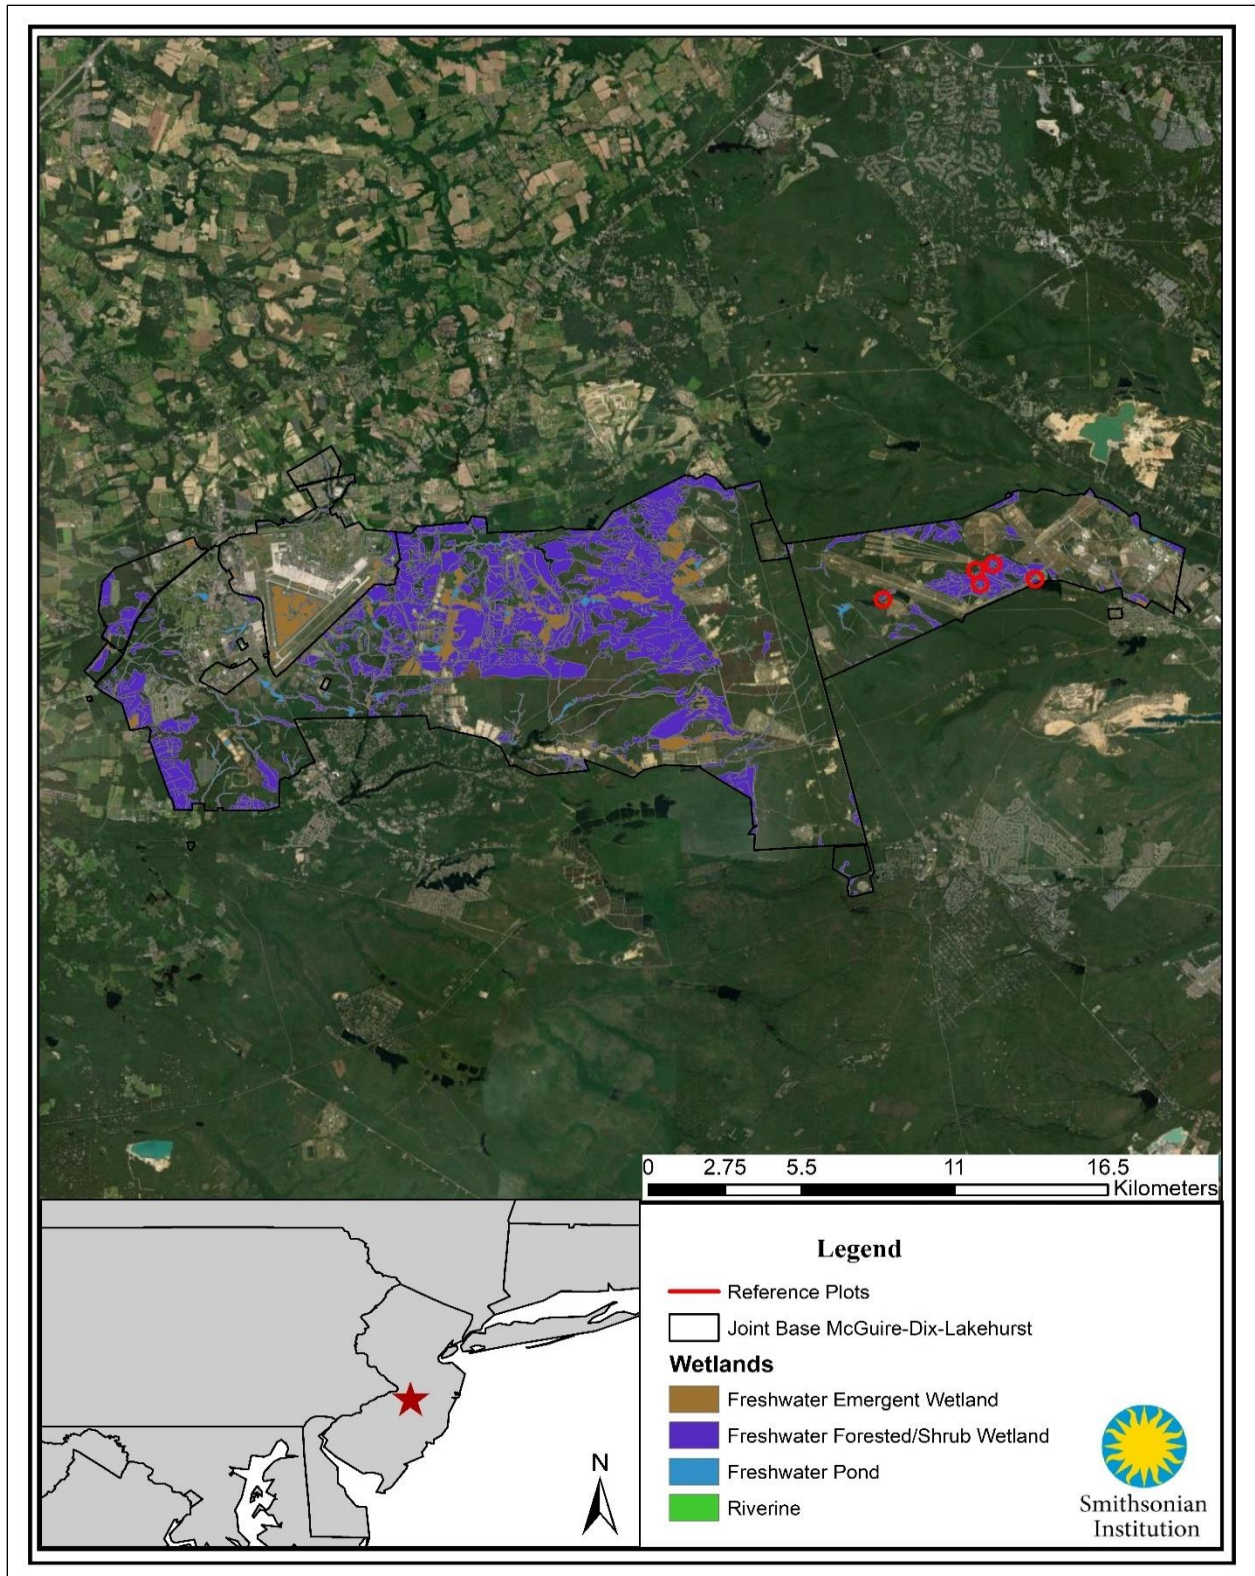 0 2.75 5.5 11 16.5
Kilometers
Legend
Reference Plots
Joint Base McGuire-Dix-Lakehurst
Wetlands
Freshwater Emergent Wetland
Freshwater Forested/Shrub Wetland
Freshwater Pond
Riverine
N
Smithsonian
Institution